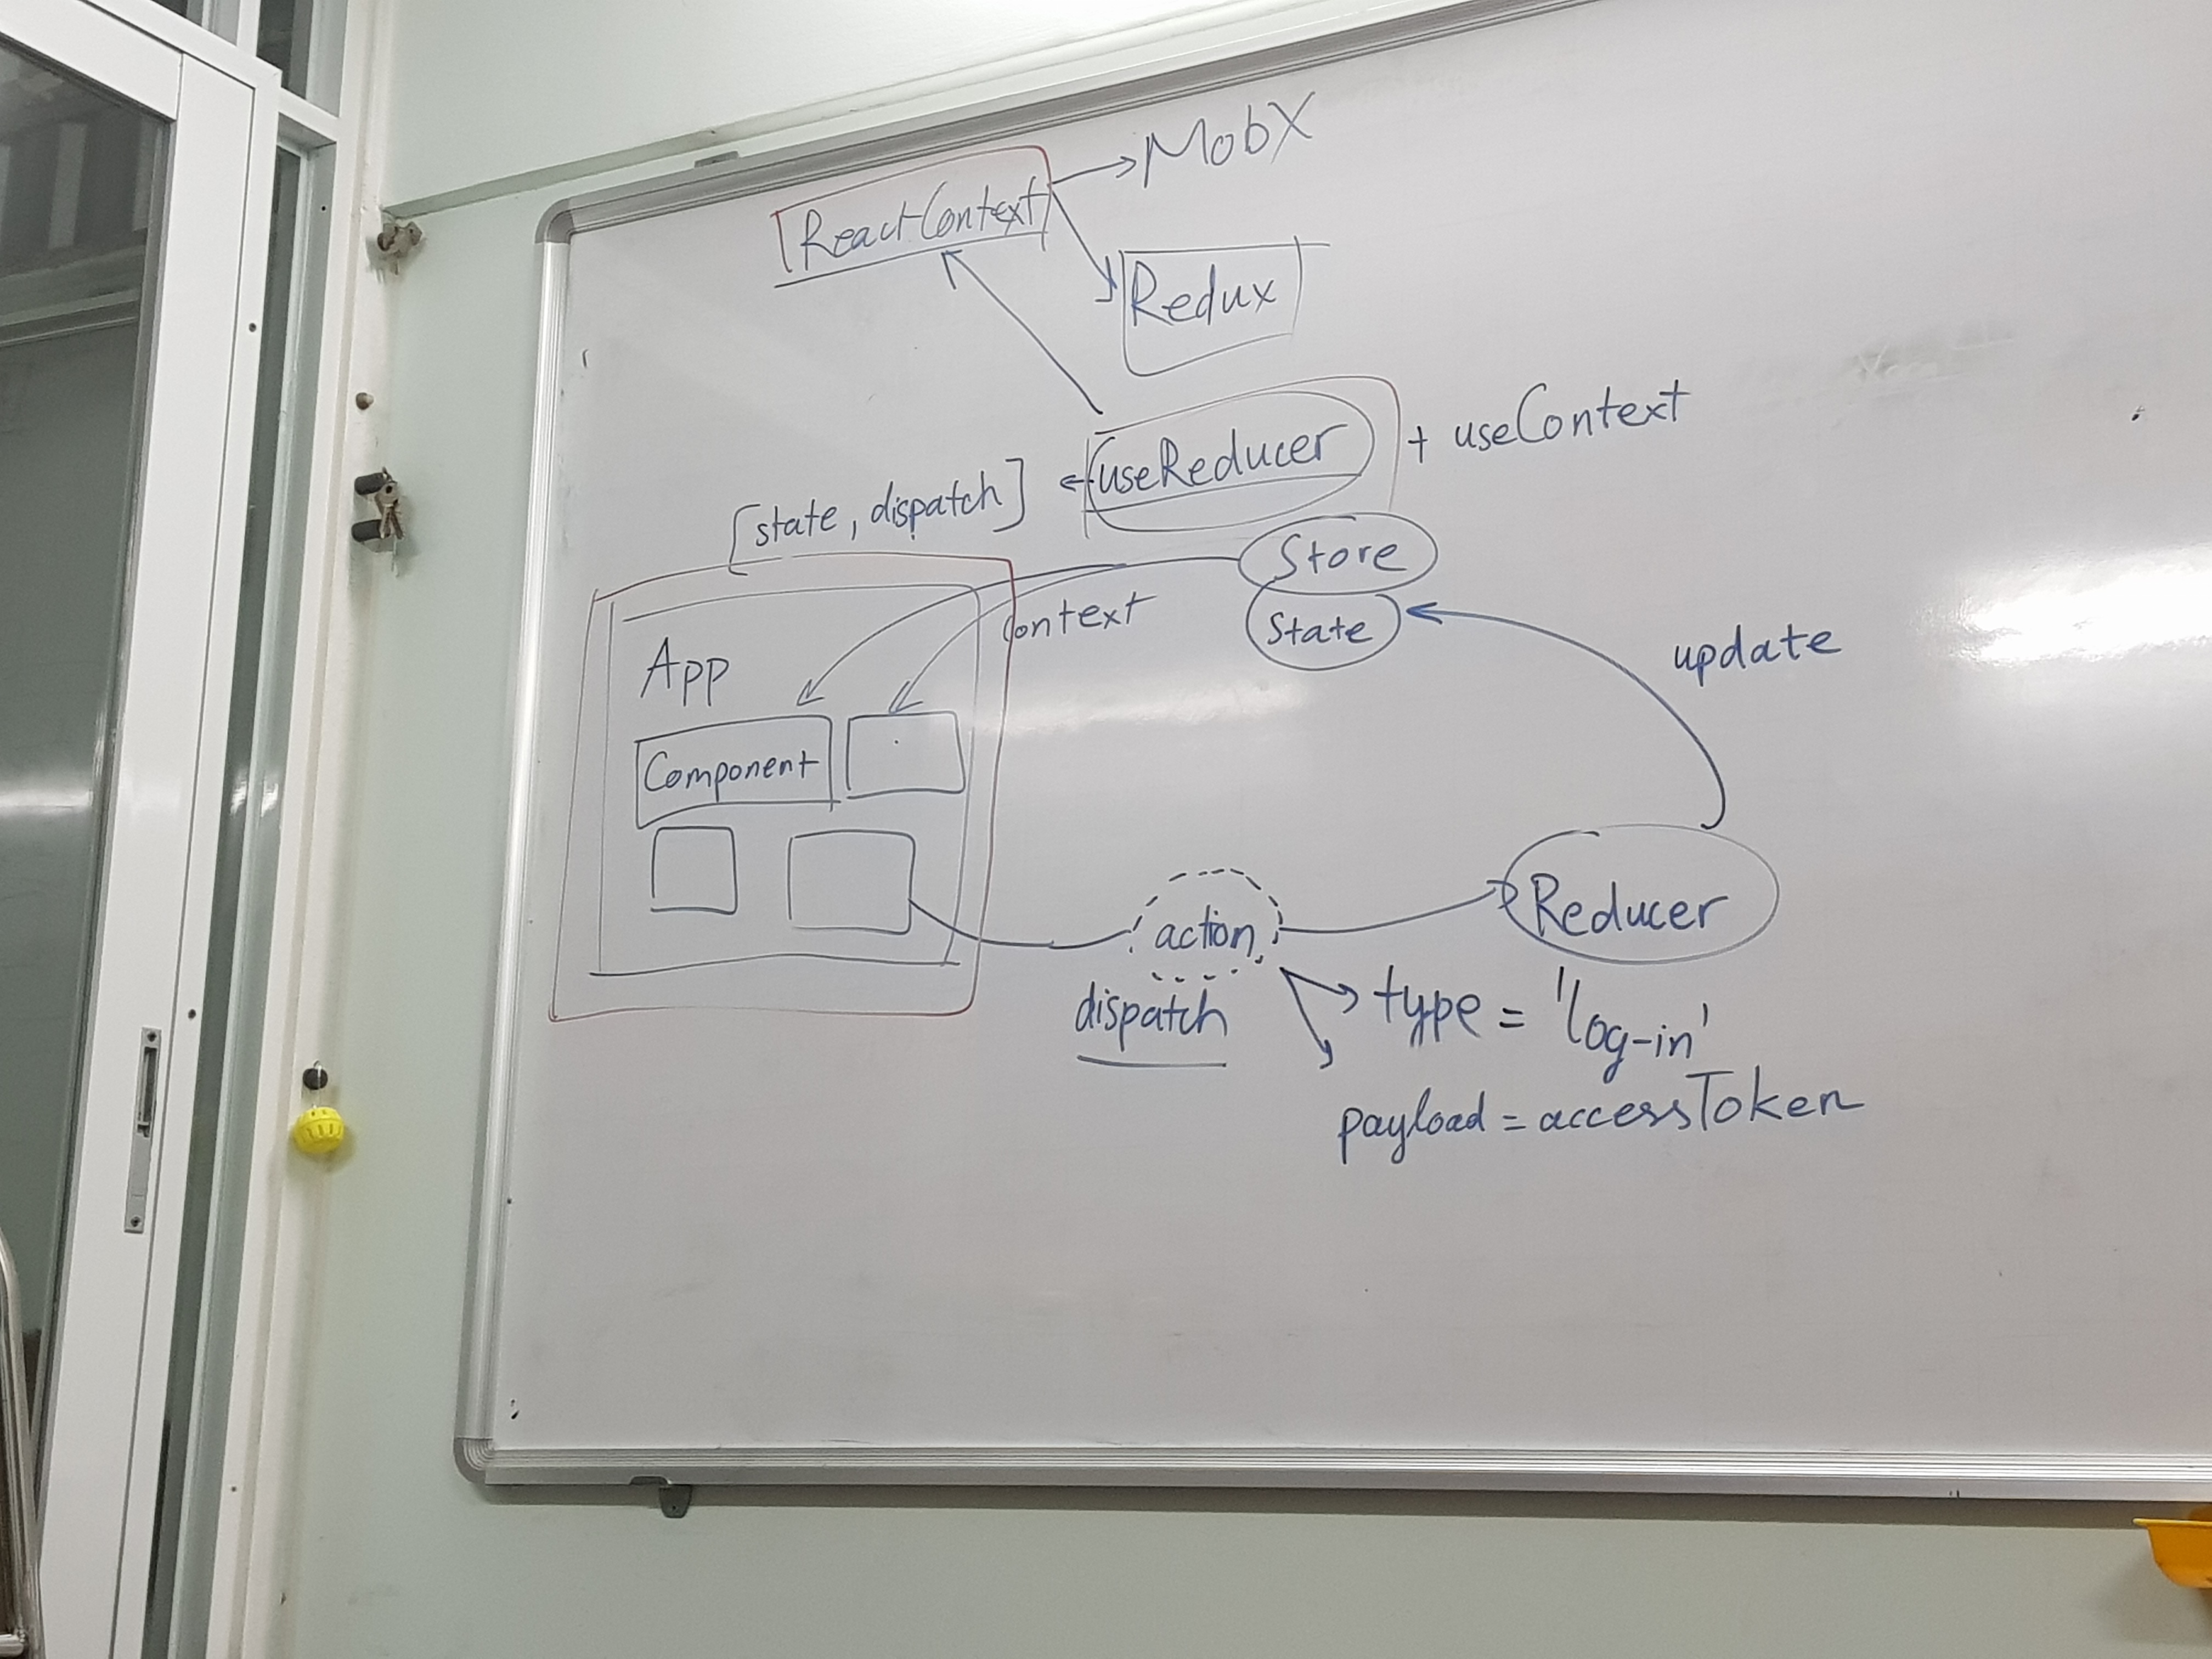 MobX
ReactContext
Redux
useReducer + useContext
[state, dispatch]
Store
Context
State
update
App
Component
action
Reducer
dispatch
type = 'log-in'
payload = accessToken